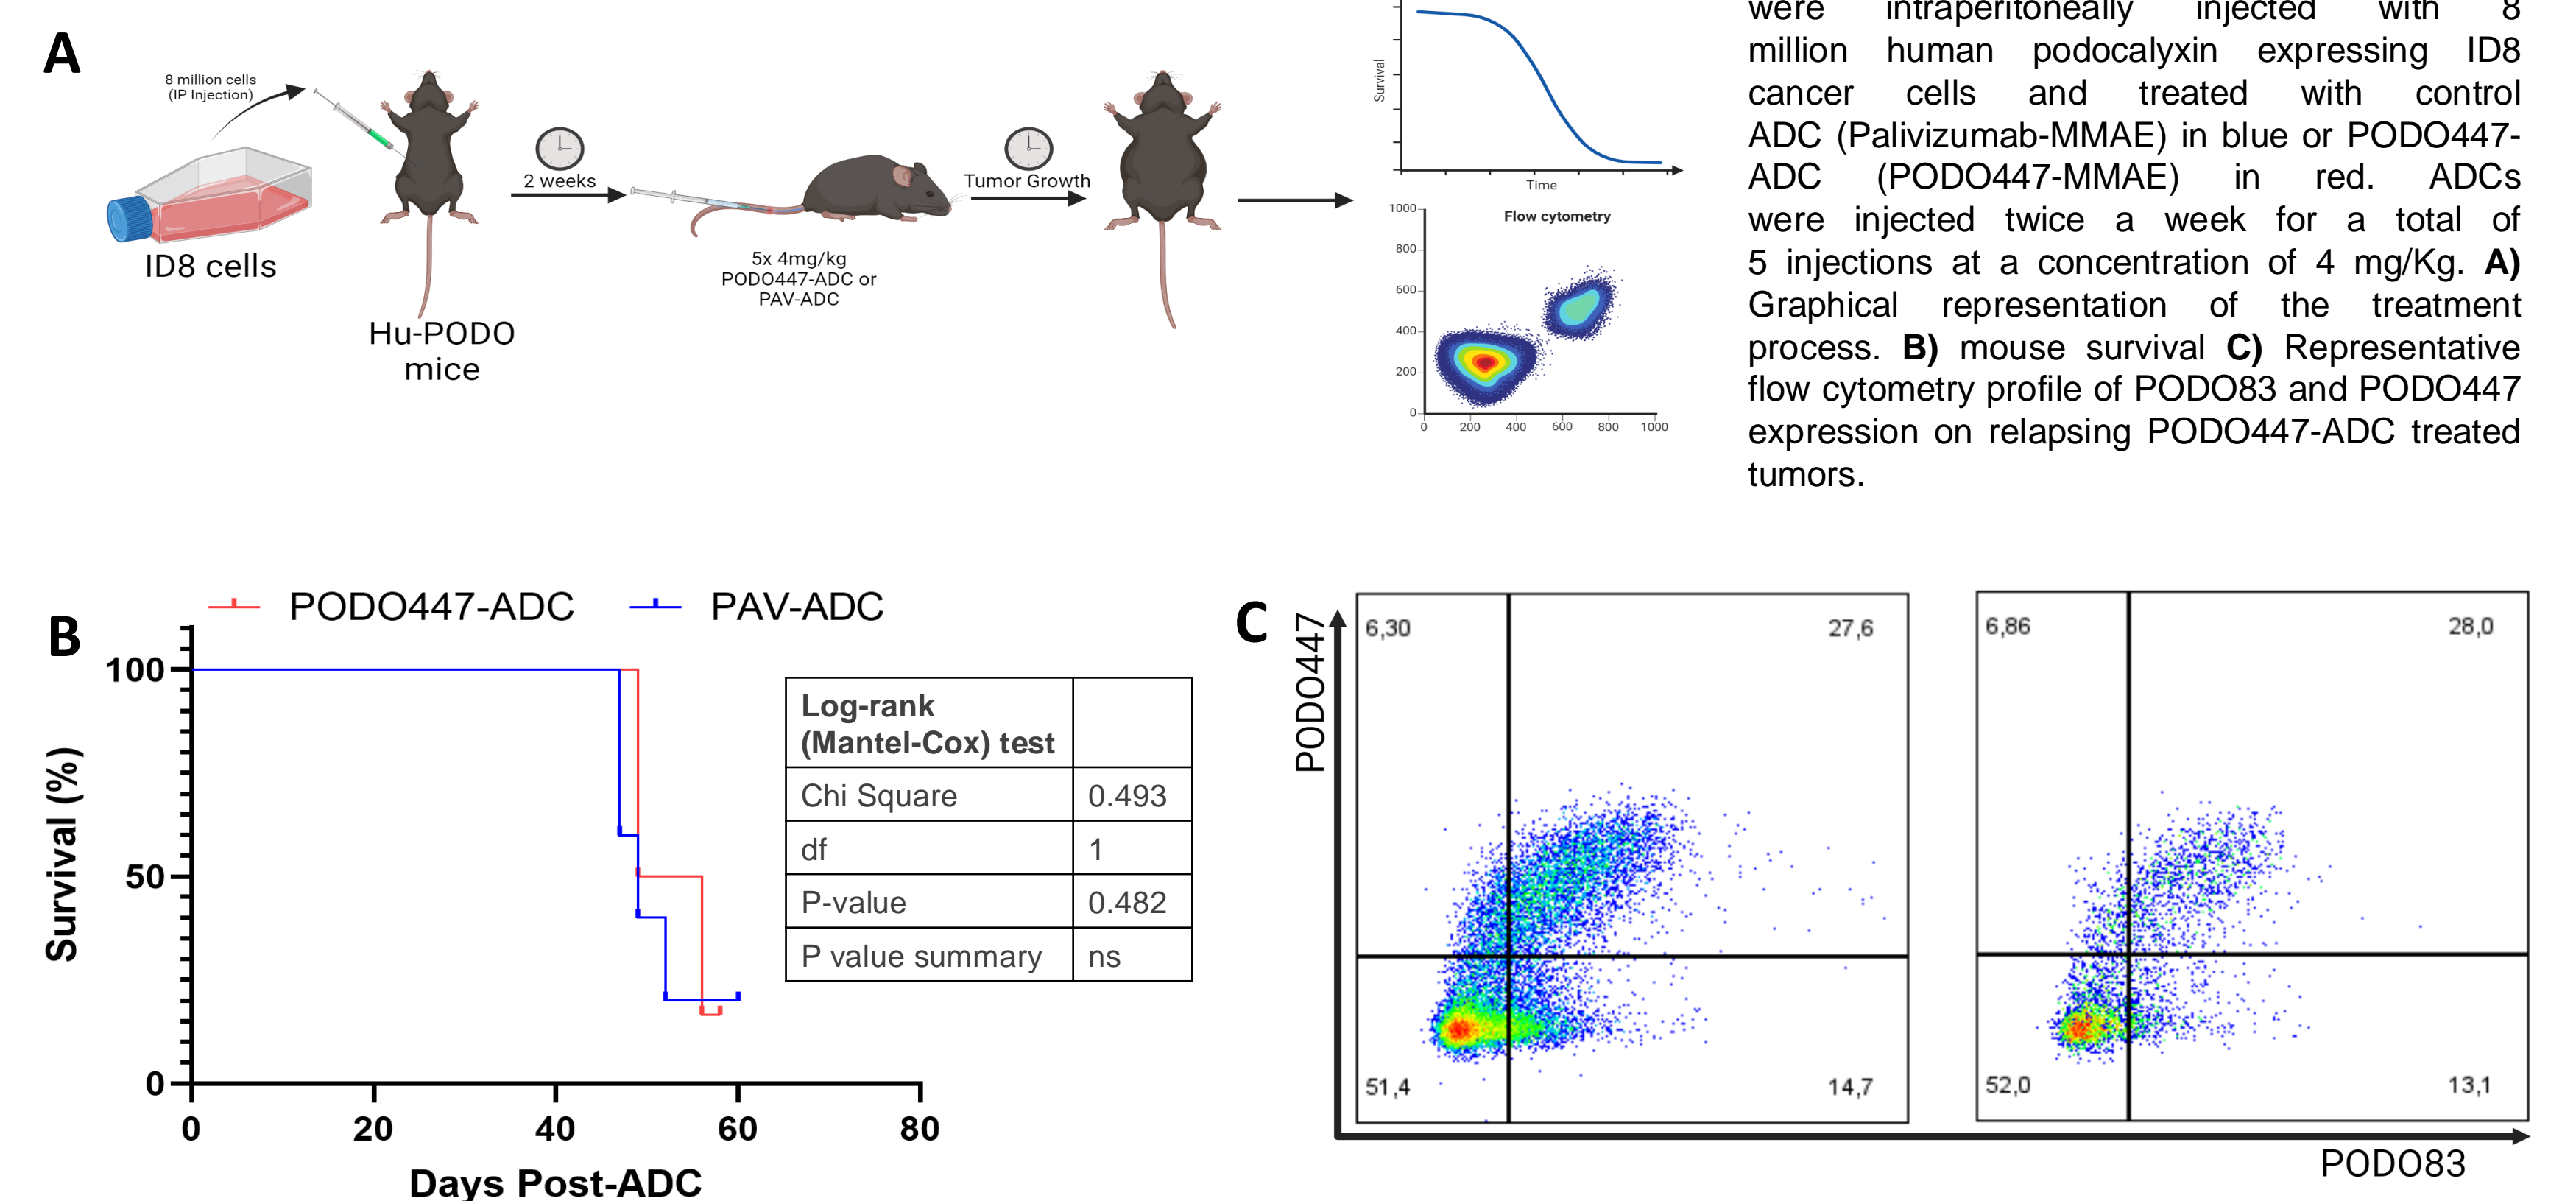 A
8 million cells
(IP Injection)
ID8 cells
Hu-PODO
mice
2 weeks
5x 4mg/kg
PODO447-ADC or
PAV-ADC
Tumor Growth
Survival
Time
Flow cytometry
1000
800
600
400
200
0
0 200 400 600 800 1000
were intraperitoneally injected with 8
million human podocalyxin expressing ID8
cancer cells and treated with control
ADC (Palivizumab-MMAE) in blue or PODO447-
ADC (PODO447-MMAE) in red. ADCs
were injected twice a week for a total of
5 injections at a concentration of 4 mg/Kg. A)
Graphical representation of the treatment
process. B) mouse survival C) Representative
flow cytometry profile of PODO83 and PODO447
expression on relapsing PODO447-ADC treated
tumors.
B
PODO447-ADC PAV-ADC
Survival (%)
100
50
0
0 20 40 60 80
Days Post-ADC
Log-rank
(Mantel-Cox) test
Chi Square 0.493
df 1
P-value 0.482
P value summary ns
C
PODO447
6,30 27,6
51,4 14,7
6,86 28,0
52,0 13,1
PODO83